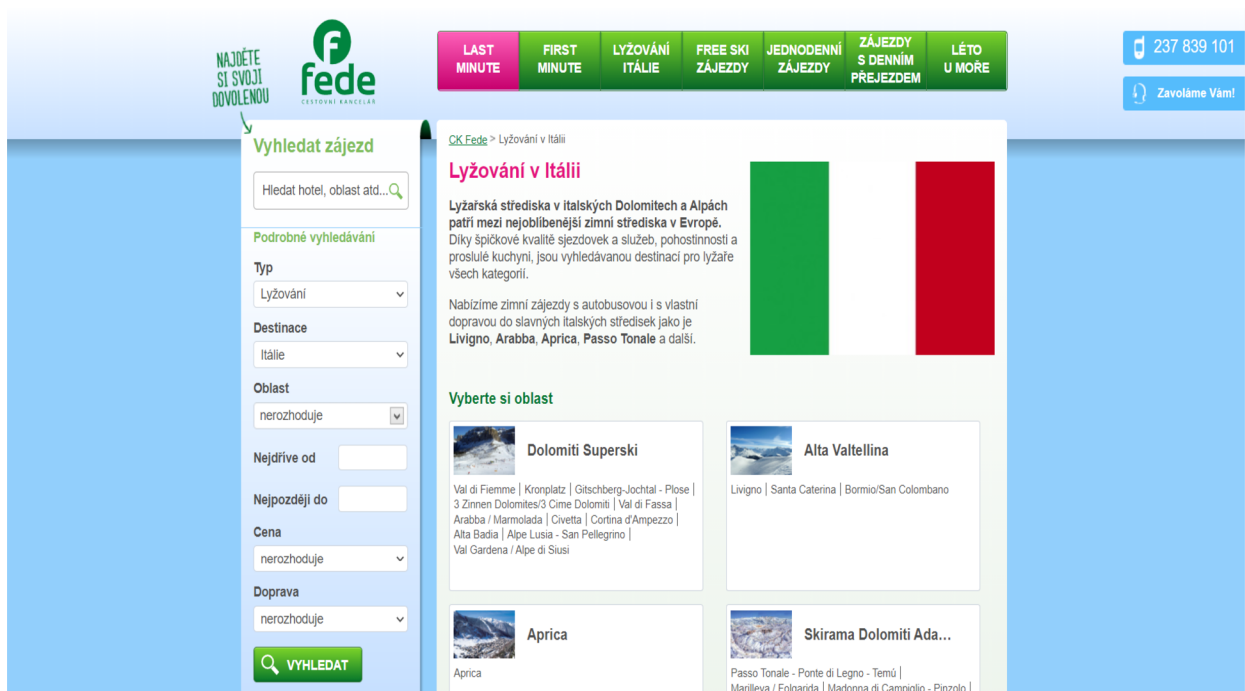 NAJDĚTE
SI SVOJI
DOVOLENOU
fede
CESTOVNÍ KANCELÁŘ
LAST
MINUTE
FIRST
MINUTE
LYŽOVÁNÍ
ITÁLIE
FREE SKI
ZÁJEZDY
JEDNODENNÍ
ZÁJEZDY
ZÁJEZDY
S DENNÍM
PŘEJEZDEM
LÉTO
U MOŘE
237 839 101
Zavoláme Vám!
Vyhledat zájezd
Hledat hotel, oblast atd...
Podrobné vyhledávání
Typ
Lyžování
Destinace
Itálie
Oblast
nerozhoduje
Nejdříve od
Nejpozději do
Cena
nerozhoduje
Doprava
nerozhoduje
VYHLEDAT
CK Fede > Lyžování v Itálii
Lyžování v Itálii
Lyžařská střediska v italských Dolomitech a Alpách
patří mezi nejoblíbenější zimní střediska v Evropě.
Díky špičkové kvalitě sjezdovek a služeb, pohostinnosti a
proslulé kuchyni, jsou vyhledávanou destinací pro lyžaře
všech kategorií.
Nabízíme zimní zájezdy s autobusovou i s vlastní
dopravou do slavných italských středisek jako je
Livigno, Arabba, Aprica, Passo Tonale a další.
Vyberte si oblast
Dolomiti Superski
Val di Fiemme | Kronplatz | Gitschberg-Jochtal - Plose |
3 Zinnen Dolomites/3 Cime Dolomiti | Val di Fassa |
Arabba / Marmolada | Civetta | Cortina d'Ampezzo |
Alta Badia | Alpe Lusia - San Pellegrino |
Val Gardena / Alpe di Siusi
Alta Valtellina
Livigno | Santa Caterina | Bormio/San Colombano
Aprica
Aprica
Skirama Dolomiti Ada...
Passo Tonale - Ponte di Legno - Temú |
Marilleva / Folgarida | Madonna di Campiglio - Pinzolo |